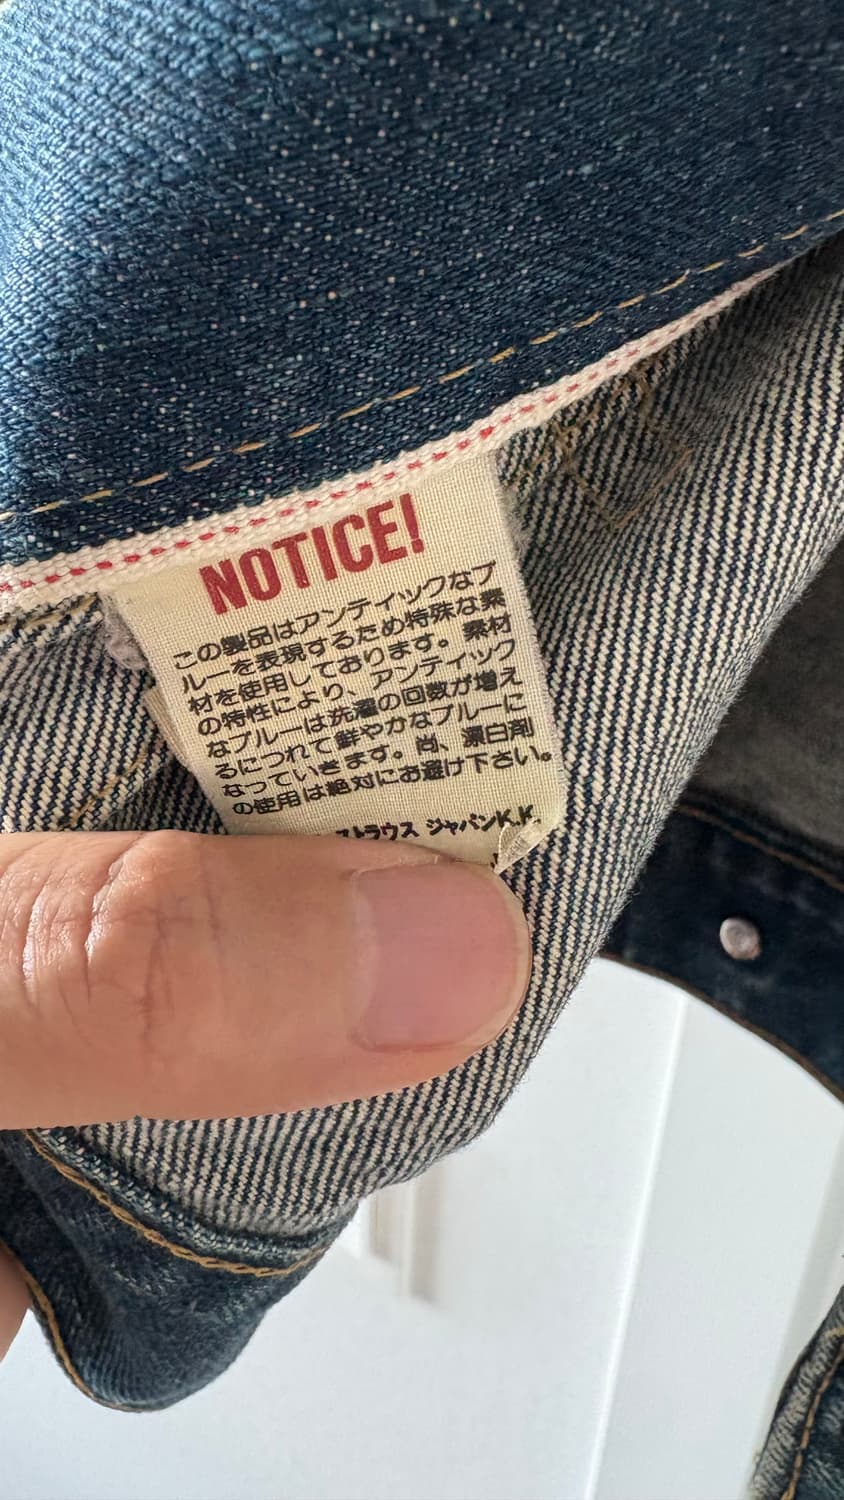 NOTICE!
この製品はアンティックなブ
ルーを表現するため特殊な素
材を使用しております。素材
の特性により、アンティック
なブルーは洗濯の回数が増え
るにつれて鮮やかなブルーに
なっていきます。尚、漂白剤
の使用は絶対にお避け下さい。
ストラウス ジャパンK.K.